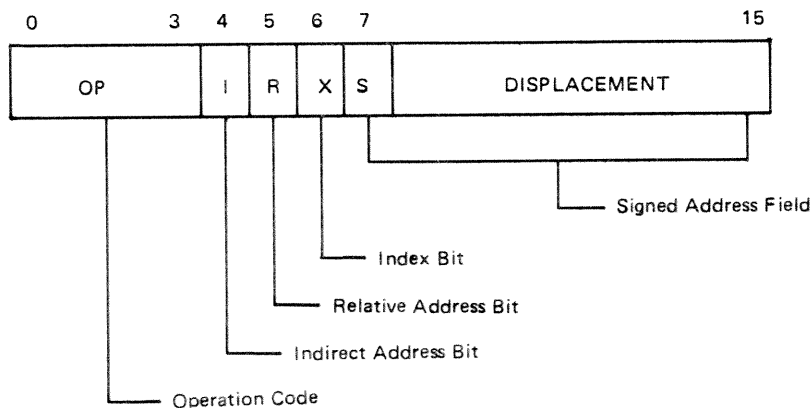 0 3 4 5 6 7 15
OP I R X S DISPLACEMENT
Signed Address Field
Index Bit
Relative Address Bit
Indirect Address Bit
Operation Code